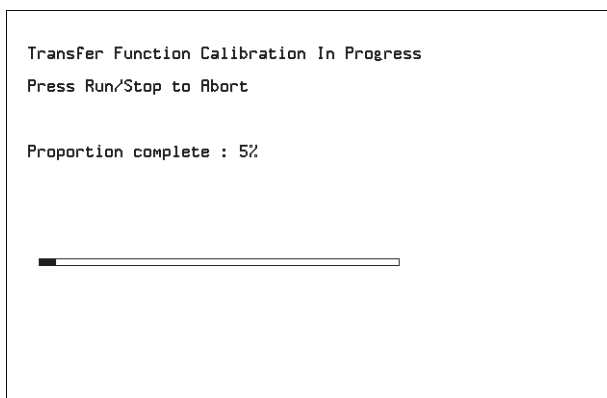 Transfer Function Calibration In Progress
Press Run/Stop to Abort
Proportion complete : 5%